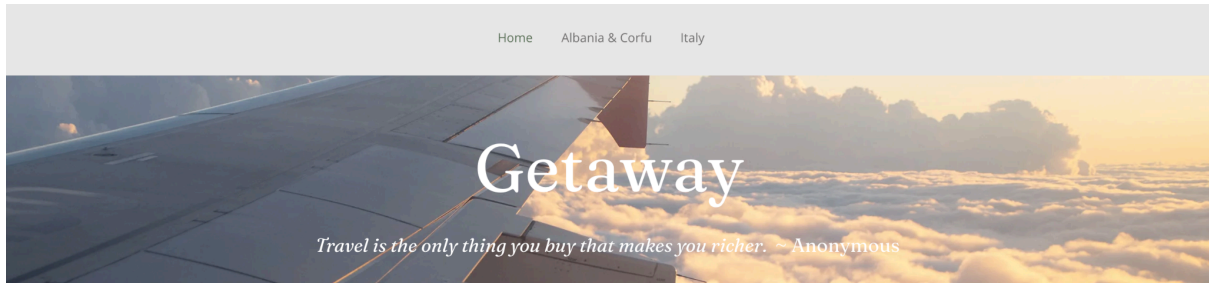 Home Albania & Corfu Italy
Getaway
Travel is the only thing you buy that makes you richer. ~ Anonymous